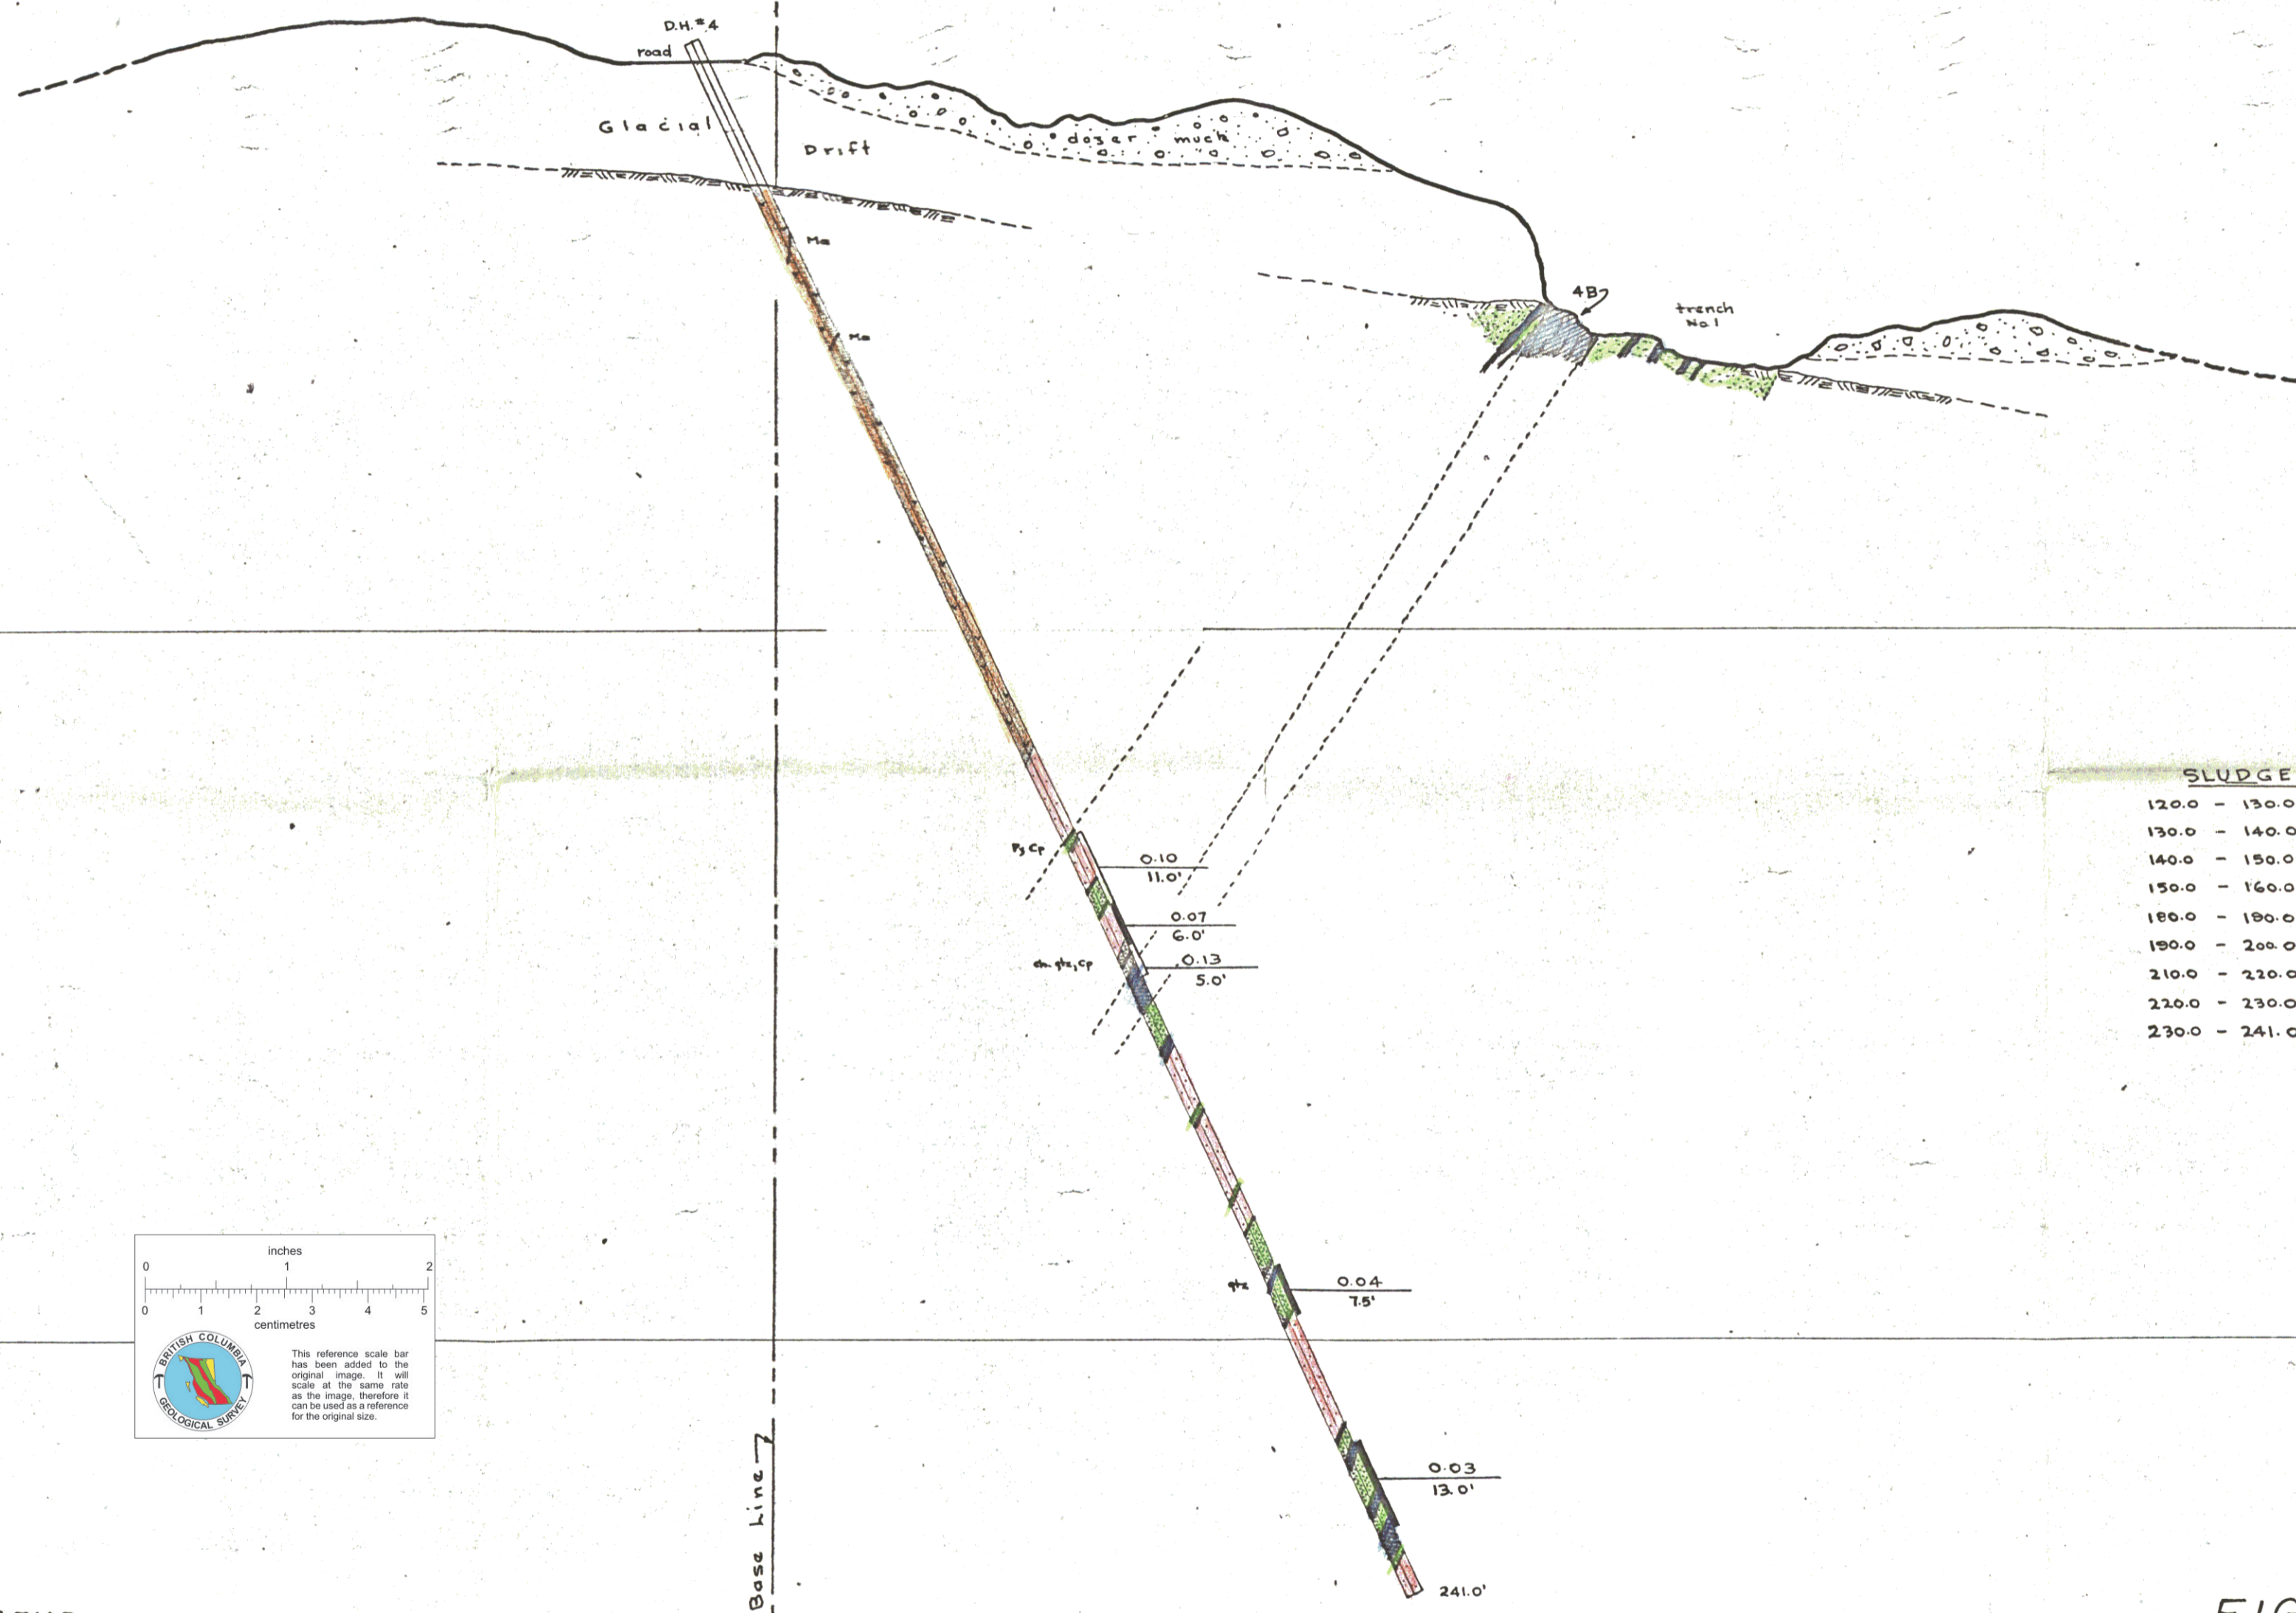 D.H.#4
road
Glacial
Drift
dozer muck
Ma
Ma
4B
trench
No 1
Py Cp
0.10
11.0'
0.07
6.0'
ch. qtz, Cp
0.13
5.0'
SLUDGE
120.0 - 130.0
130.0 - 140.0
140.0 - 150.0
150.0 - 160.0
180.0 - 190.0
190.0 - 200.0
210.0 - 220.0
220.0 - 230.0
230.0 - 241.0
qtz
0.04
7.5'
0.03
13.0'
241.0'
Base Line
inches
0 1 2
0 1 2 3 4 5
centimetres
BRITISH COLUMBIA
GEOLOGICAL SURVEY
This reference scale bar
has been added to the
original image. It will
scale at the same rate
as the image, therefore it
can be used as a reference
for the original size.